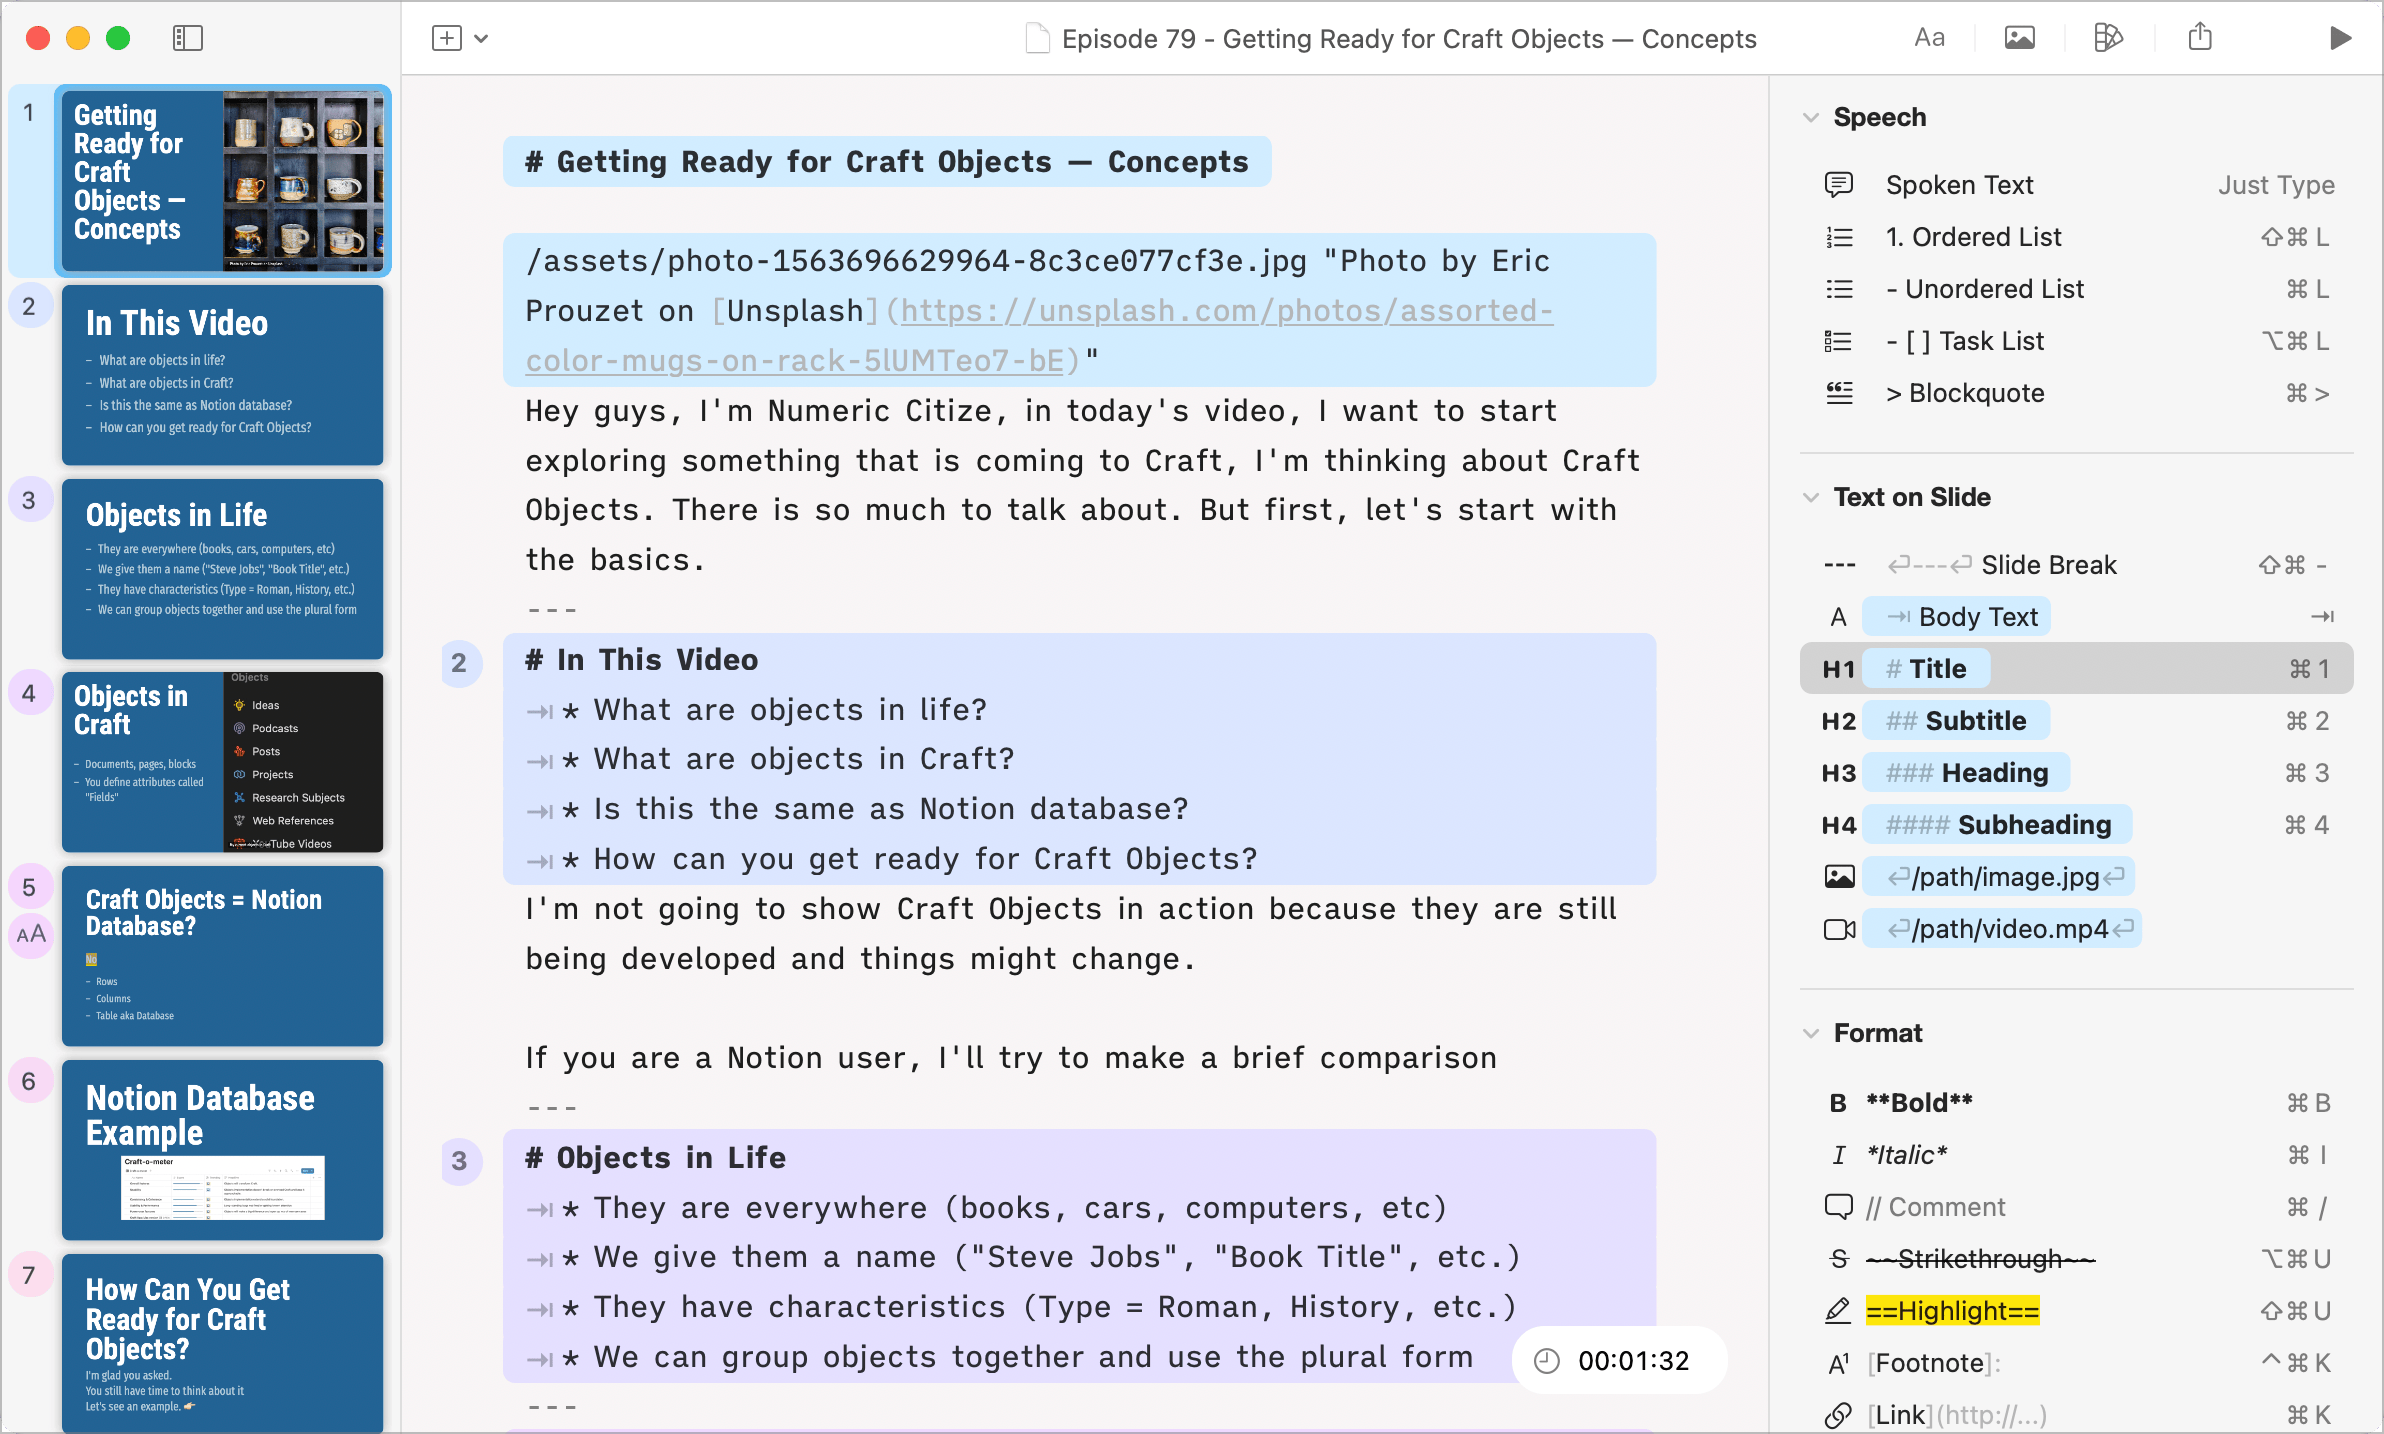 Episode 79 - Getting Ready for Craft Objects — Concepts
Aa
1
Getting
Ready for
Craft
Objects —
Concepts
2
In This Video
– What are objects in life?
– What are objects in Craft?
– Is this the same as Notion database?
– How can you get ready for Craft Objects?
3
Objects in Life
– They are everywhere (books, cars, computers, etc)
– We give them a name ("Steve Jobs", "Book Title", etc.)
– They have characteristics (Type = Roman, History, etc.)
– We can group objects together and use the plural form
4
Objects in
Craft
– Documents, pages, blocks
– You define attributes called
"Fields"
Objects
Ideas
Podcasts
Posts
Projects
Research Subjects
Web References
YouTube Videos
5
AA
Craft Objects = Notion
Database?
No
– Rows
– Columns
– Table aka Database
6
Notion Database
Example
Craft-o-meter
7
How Can You Get
Ready for Craft
Objects?
I'm glad you asked.
You still have time to think about it
Let's see an example. 👉
# Getting Ready for Craft Objects — Concepts
/assets/photo-1563696629964-8c3ce077cf3e.jpg "Photo by Eric
Prouzet on [Unsplash](https://unsplash.com/photos/assorted-
color-mugs-on-rack-5lUMTeo7-bE)"
Hey guys, I'm Numeric Citize, in today's video, I want to start
exploring something that is coming to Craft, I'm thinking about Craft
Objects. There is so much to talk about. But first, let's start with
the basics.
---
2
# In This Video
⇥ * What are objects in life?
⇥ * What are objects in Craft?
⇥ * Is this the same as Notion database?
⇥ * How can you get ready for Craft Objects?
I'm not going to show Craft Objects in action because they are still
being developed and things might change.
If you are a Notion user, I'll try to make a brief comparison
---
3
# Objects in Life
⇥ * They are everywhere (books, cars, computers, etc)
⇥ * We give them a name ("Steve Jobs", "Book Title", etc.)
⇥ * They have characteristics (Type = Roman, History, etc.)
⇥ * We can group objects together and use the plural form
---
00:01:32
Speech
Spoken Text Just Type
1. Ordered List ⇧⌘ L
- Unordered List ⌘ L
- [ ] Task List ⌥⌘ L
> Blockquote ⌘ >
Text on Slide
--- ↩---↩ Slide Break ⇧⌘ -
A ⇥ Body Text ⇥
H1 # Title ⌘ 1
H2 ## Subtitle ⌘ 2
H3 ### Heading ⌘ 3
H4 #### Subheading ⌘ 4
↩/path/image.jpg↩
↩/path/video.mp4↩
Format
B **Bold** ⌘ B
I *Italic* ⌘ I
// Comment ⌘ /
S ~~Strikethrough~~ ⌥⌘ U
==Highlight== ⇧⌘ U
A¹ [Footnote]: ^⌘ K
[Link](http://...) ⌘ K